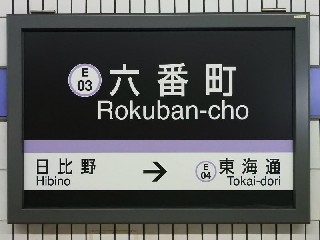 E
03
六番町
Rokuban-cho
日比野
Hibino
→
E
04
東海通
Tokai-dori